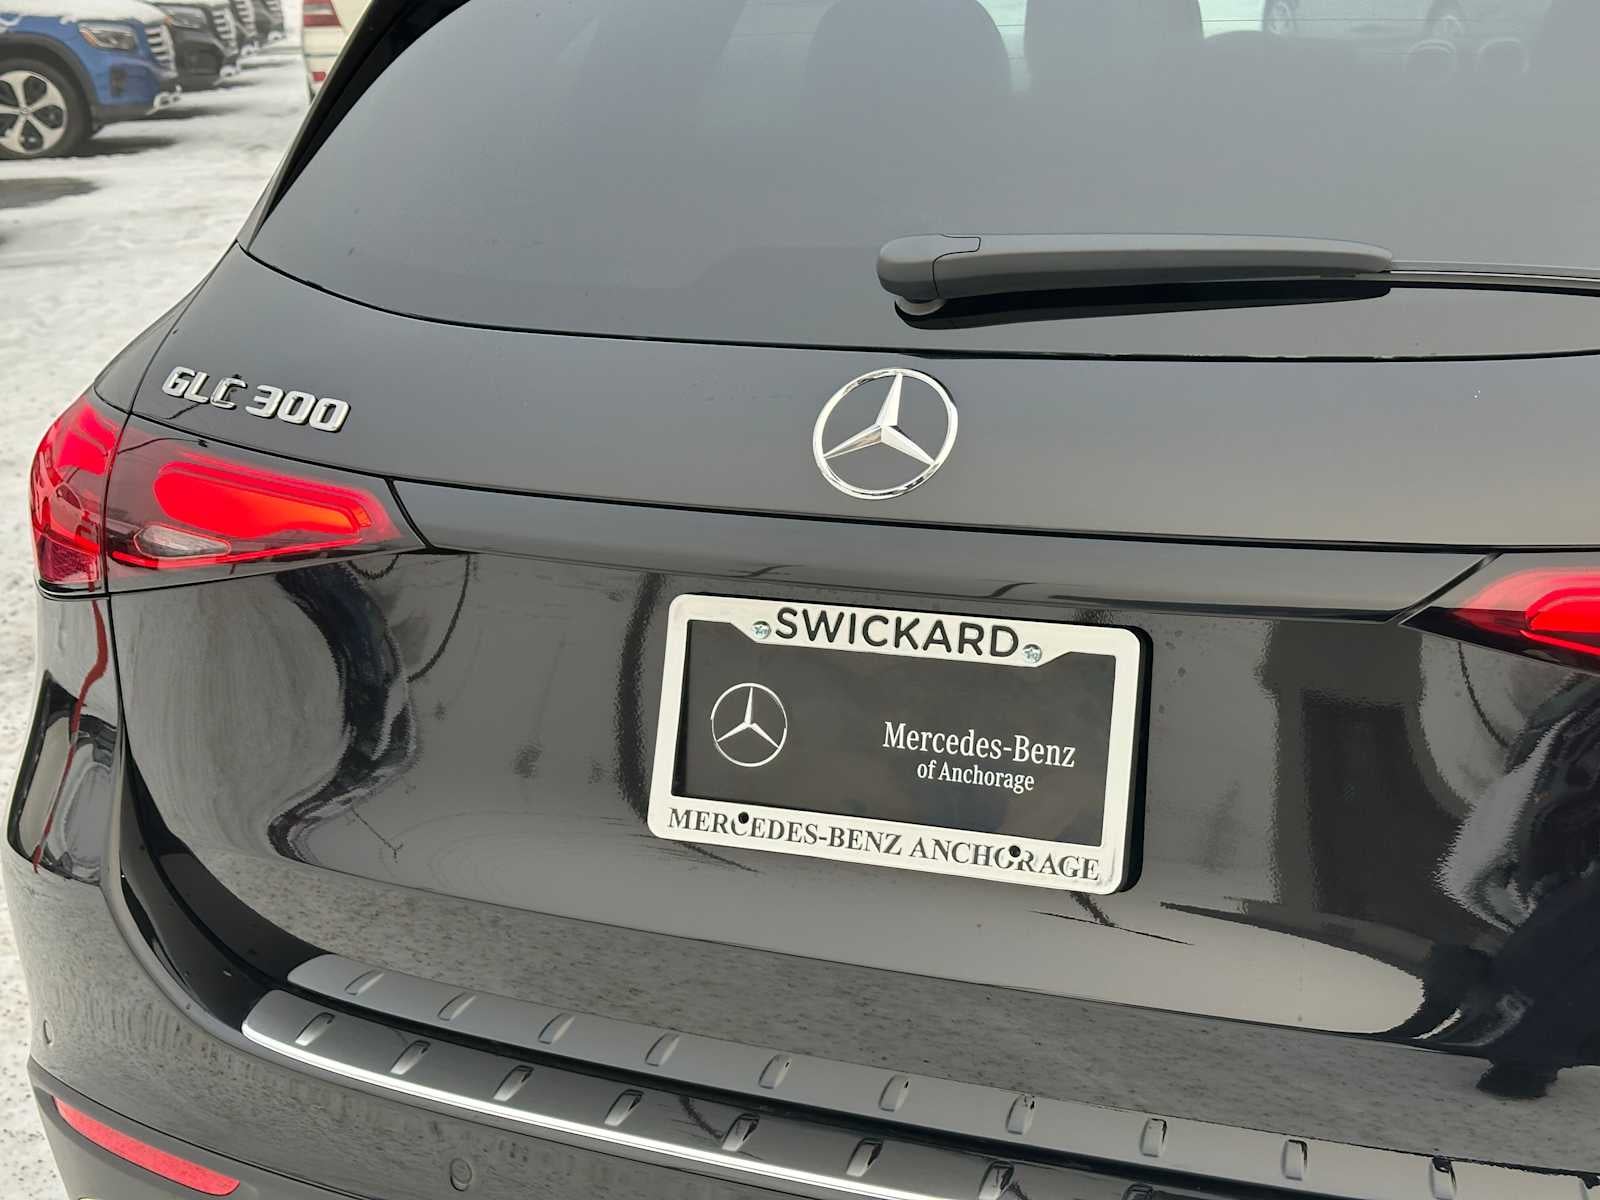 GLC 300
SWICKARD
Mercedes-Benz
of Anchorage
MERCEDES-BENZ ANCHORAGE